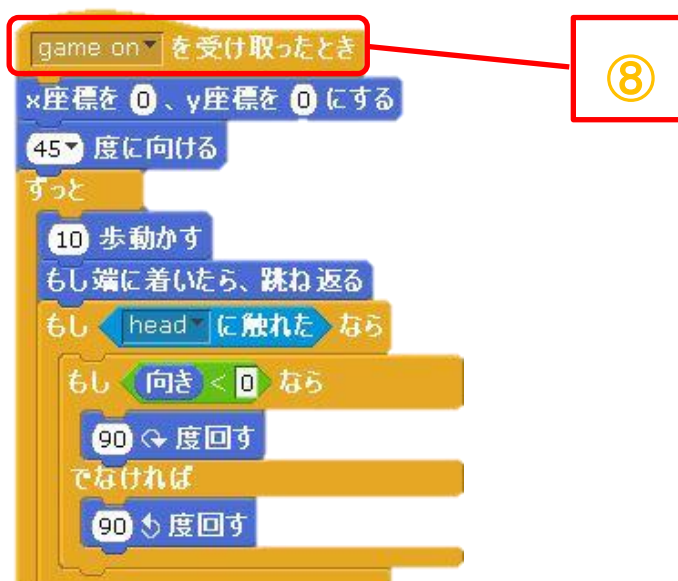 game on を受け取ったとき
⑧
x座標を 0 、y座標を 0 にする
45 度に向ける
ずっと
10 歩動かす
もし端に着いたら、跳ね返る
もし head に触れた なら
もし 向き < 0 なら
90 度回す
でなければ
90 度回す